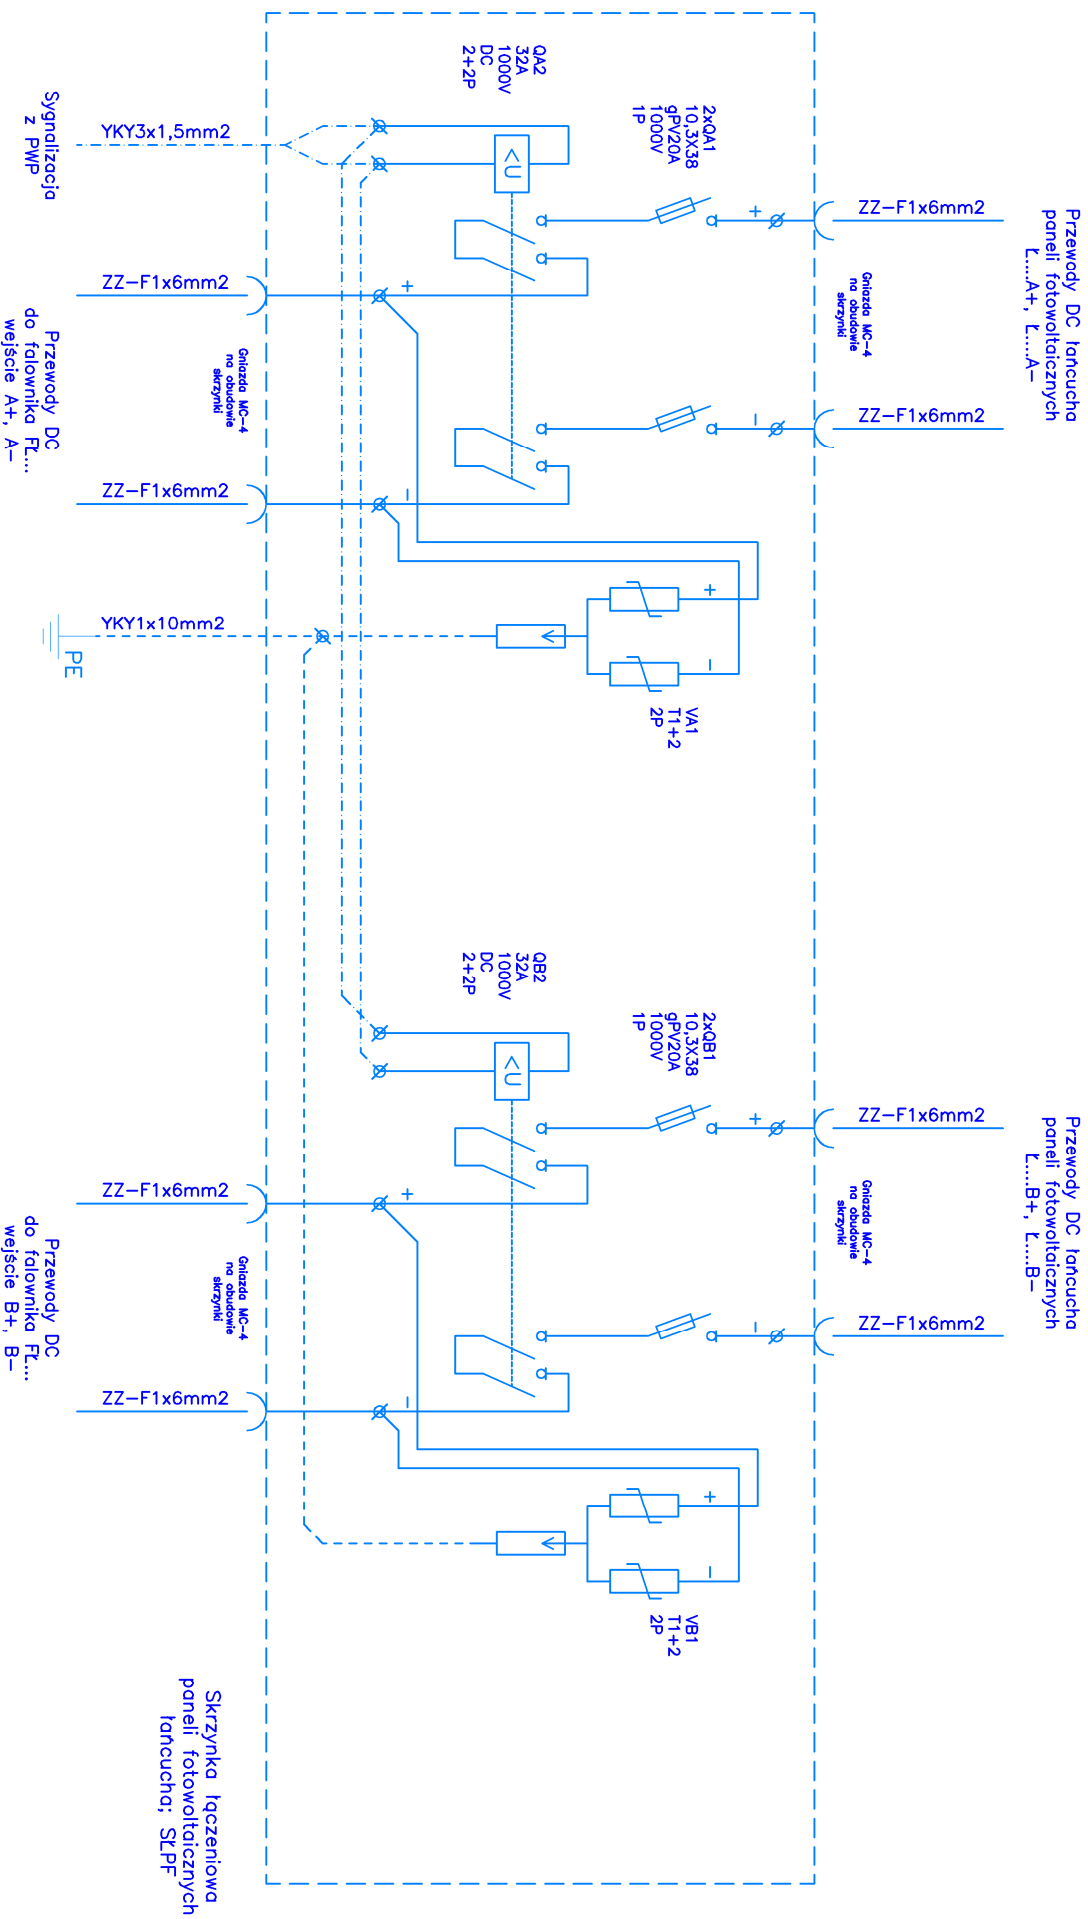 Przewody DC łańcucha
paneli fotowoltaicznych
Ł....A+, Ł....A-
Przewody DC łańcucha
paneli fotowoltaicznych
Ł....B+, Ł....B-
ZZ-F1x6mm2
ZZ-F1x6mm2
ZZ-F1x6mm2
ZZ-F1x6mm2
Gniazda MC-4
na obudowie
skrzynki
Gniazda MC-4
na obudowie
skrzynki
+
-
+
-
2xQA1
10,3X38
gPV20A
1000V
1P
VA1
T1+2
2P
+
-
2xQB1
10,3X38
gPV20A
1000V
1P
VB1
T1+2
2P
+
-
QA2
32A
1000V
DC
2+2P
<U
QB2
32A
1000V
DC
2+2P
<U
+
-
+
-
Gniazda MC-4
na obudowie
skrzynki
Gniazda MC-4
na obudowie
skrzynki
YKY3x1,5mm2
ZZ-F1x6mm2
ZZ-F1x6mm2
YKY1x10mm2
ZZ-F1x6mm2
ZZ-F1x6mm2
Skrzynka łączeniowa
paneli fotowoltaicznych
łańcucha; SŁPF
PE
Sygnalizacja
z PWP
Przewody DC
do falownika FŁ...
wejście A+, A-
Przewody DC
do falownika FŁ...
wejście B+, B-